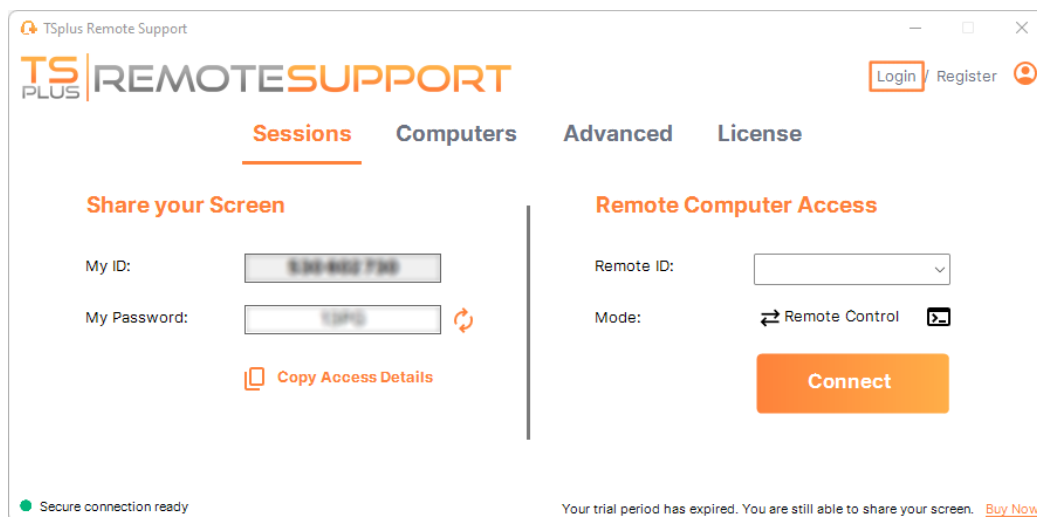 TSplus Remote Support
TS PLUS REMOTESUPPORT
Login / Register
Sessions Computers Advanced License
Share your Screen
My ID:
My Password:
Copy Access Details
Remote Computer Access
Remote ID:
Mode: Remote Control
Connect
Secure connection ready
Your trial period has expired. You are still able to share your screen. Buy Now